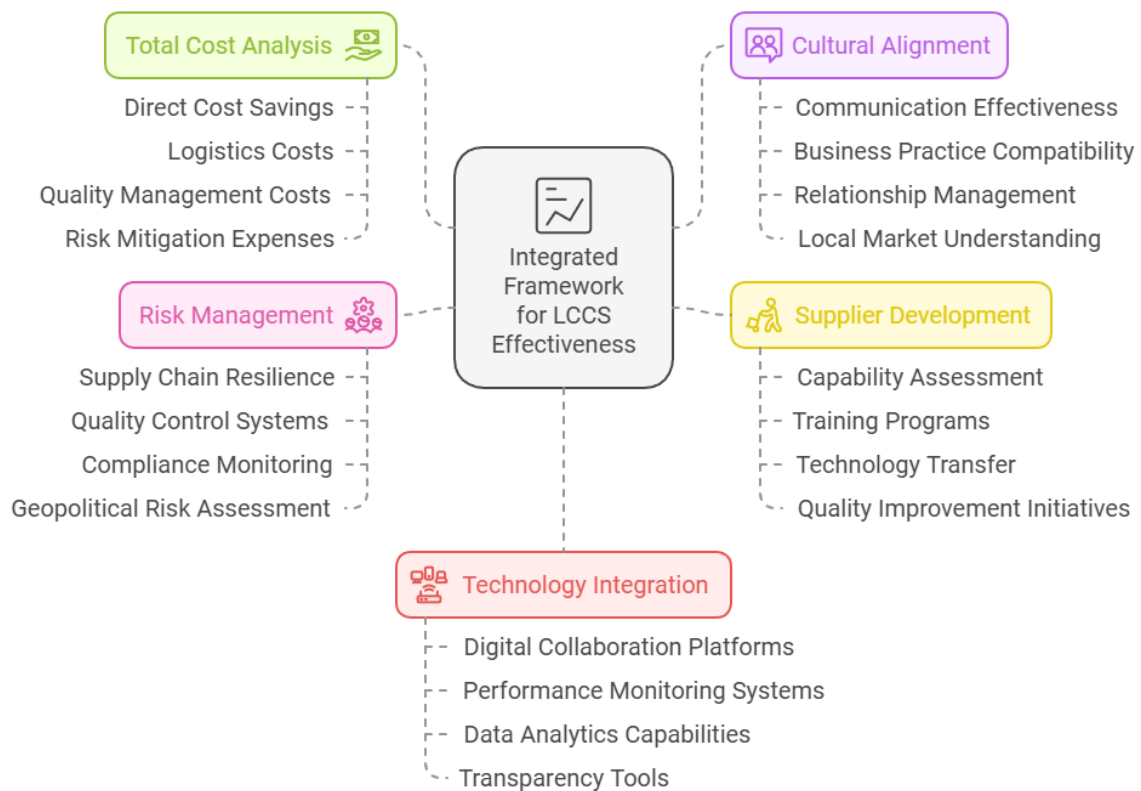 Total Cost Analysis
Direct Cost Savings
Logistics Costs
Quality Management Costs
Risk Mitigation Expenses
Cultural Alignment
Communication Effectiveness
Business Practice Compatibility
Relationship Management
Local Market Understanding
Integrated
Framework
for LCCS
Effectiveness
Risk Management
Supply Chain Resilience
Quality Control Systems
Compliance Monitoring
Geopolitical Risk Assessment
Supplier Development
Capability Assessment
Training Programs
Technology Transfer
Quality Improvement Initiatives
Technology Integration
Digital Collaboration Platforms
Performance Monitoring Systems
Data Analytics Capabilities
Transparency Tools